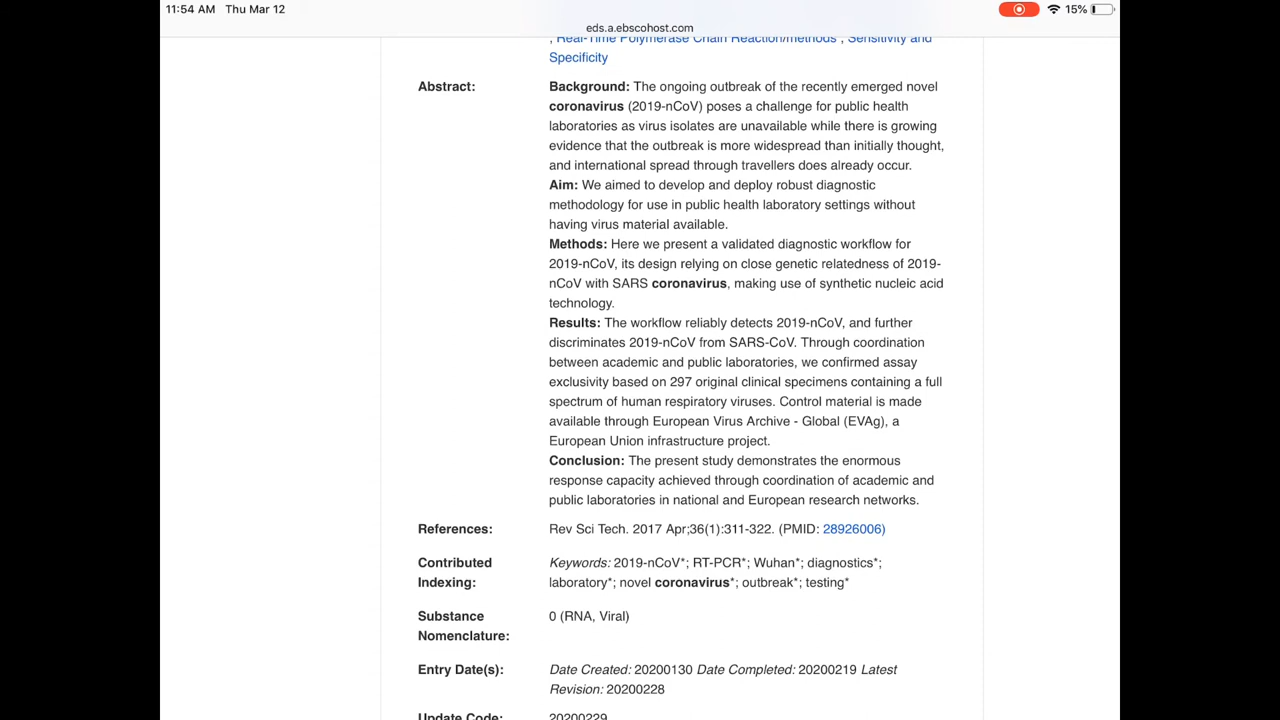 11:54 AM Thu Mar 12
15%
eds.a.ebscohost.com
, Real-Time Polymerase Chain Reaction/methods , Sensitivity and
Specificity
Abstract:
Background: The ongoing outbreak of the recently emerged novel
coronavirus (2019-nCoV) poses a challenge for public health
laboratories as virus isolates are unavailable while there is growing
evidence that the outbreak is more widespread than initially thought,
and international spread through travellers does already occur.
Aim: We aimed to develop and deploy robust diagnostic
methodology for use in public health laboratory settings without
having virus material available.
Methods: Here we present a validated diagnostic workflow for
2019-nCoV, its design relying on close genetic relatedness of 2019-
nCoV with SARS coronavirus, making use of synthetic nucleic acid
technology.
Results: The workflow reliably detects 2019-nCoV, and further
discriminates 2019-nCoV from SARS-CoV. Through coordination
between academic and public laboratories, we confirmed assay
exclusivity based on 297 original clinical specimens containing a full
spectrum of human respiratory viruses. Control material is made
available through European Virus Archive - Global (EVAg), a
European Union infrastructure project.
Conclusion: The present study demonstrates the enormous
response capacity achieved through coordination of academic and
public laboratories in national and European research networks.
References:
Rev Sci Tech. 2017 Apr;36(1):311-322. (PMID: 28926006)
Contributed
Indexing:
Keywords: 2019-nCoV*; RT-PCR*; Wuhan*; diagnostics*;
laboratory*; novel coronavirus*; outbreak*; testing*
Substance
Nomenclature:
0 (RNA, Viral)
Entry Date(s):
Date Created: 20200130 Date Completed: 20200219 Latest
Revision: 20200228
Update Code:
20200229